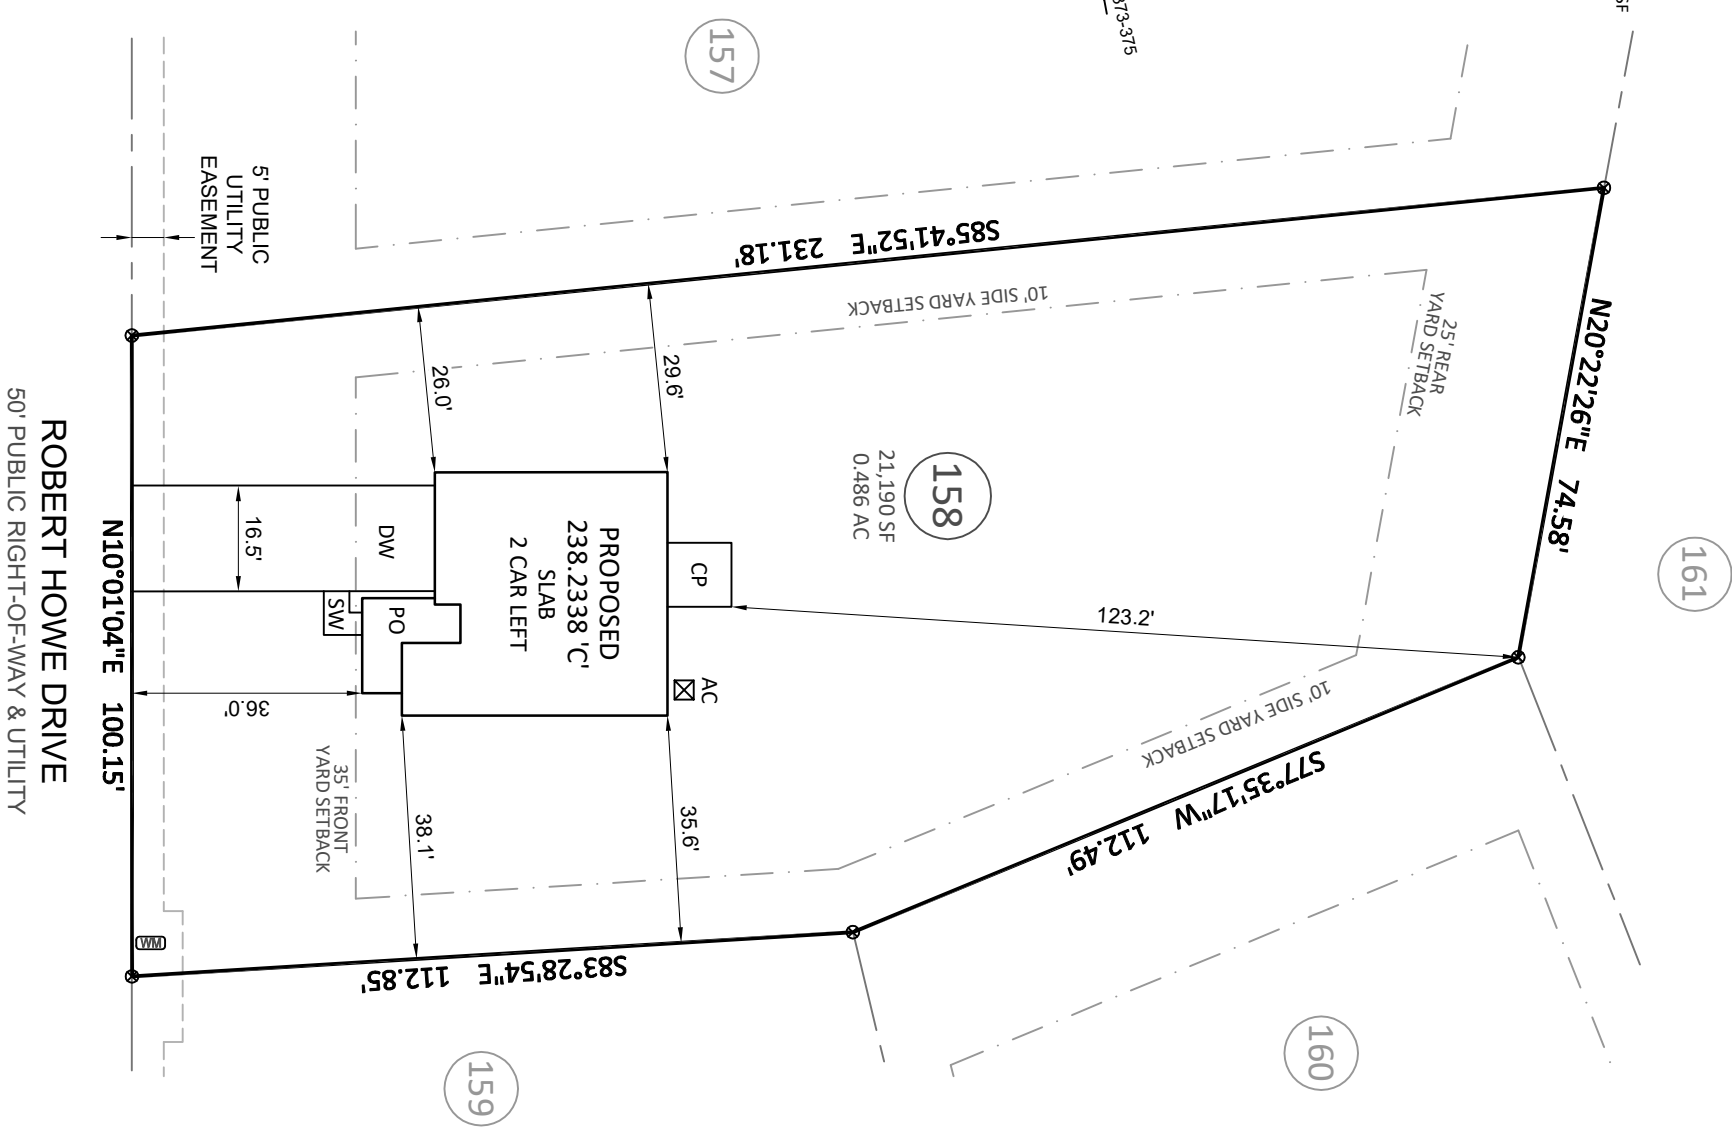 373-375
SF
157
161
160
159
5' PUBLIC
UTILITY
EASEMENT
S85°41'52"E 231.18'
10' SIDE YARD SETBACK
25' REAR
YARD SETBACK
N20°22'26"E 74.58'
29.6'
26.0'
158
21,190 SF
0.486 AC
PROPOSED
238.2338 'C'
SLAB
2 CAR LEFT
CP
123.2'
AC
DW
16.5'
PO
SW
36.0'
35' FRONT
YARD SETBACK
35.6'
38.1'
10' SIDE YARD SETBACK
S77°35'17"W 112.49'
S83°28'54"E 112.85'
WM
N10°01'04"E 100.15'
ROBERT HOWE DRIVE
50' PUBLIC RIGHT-OF-WAY & UTILITY